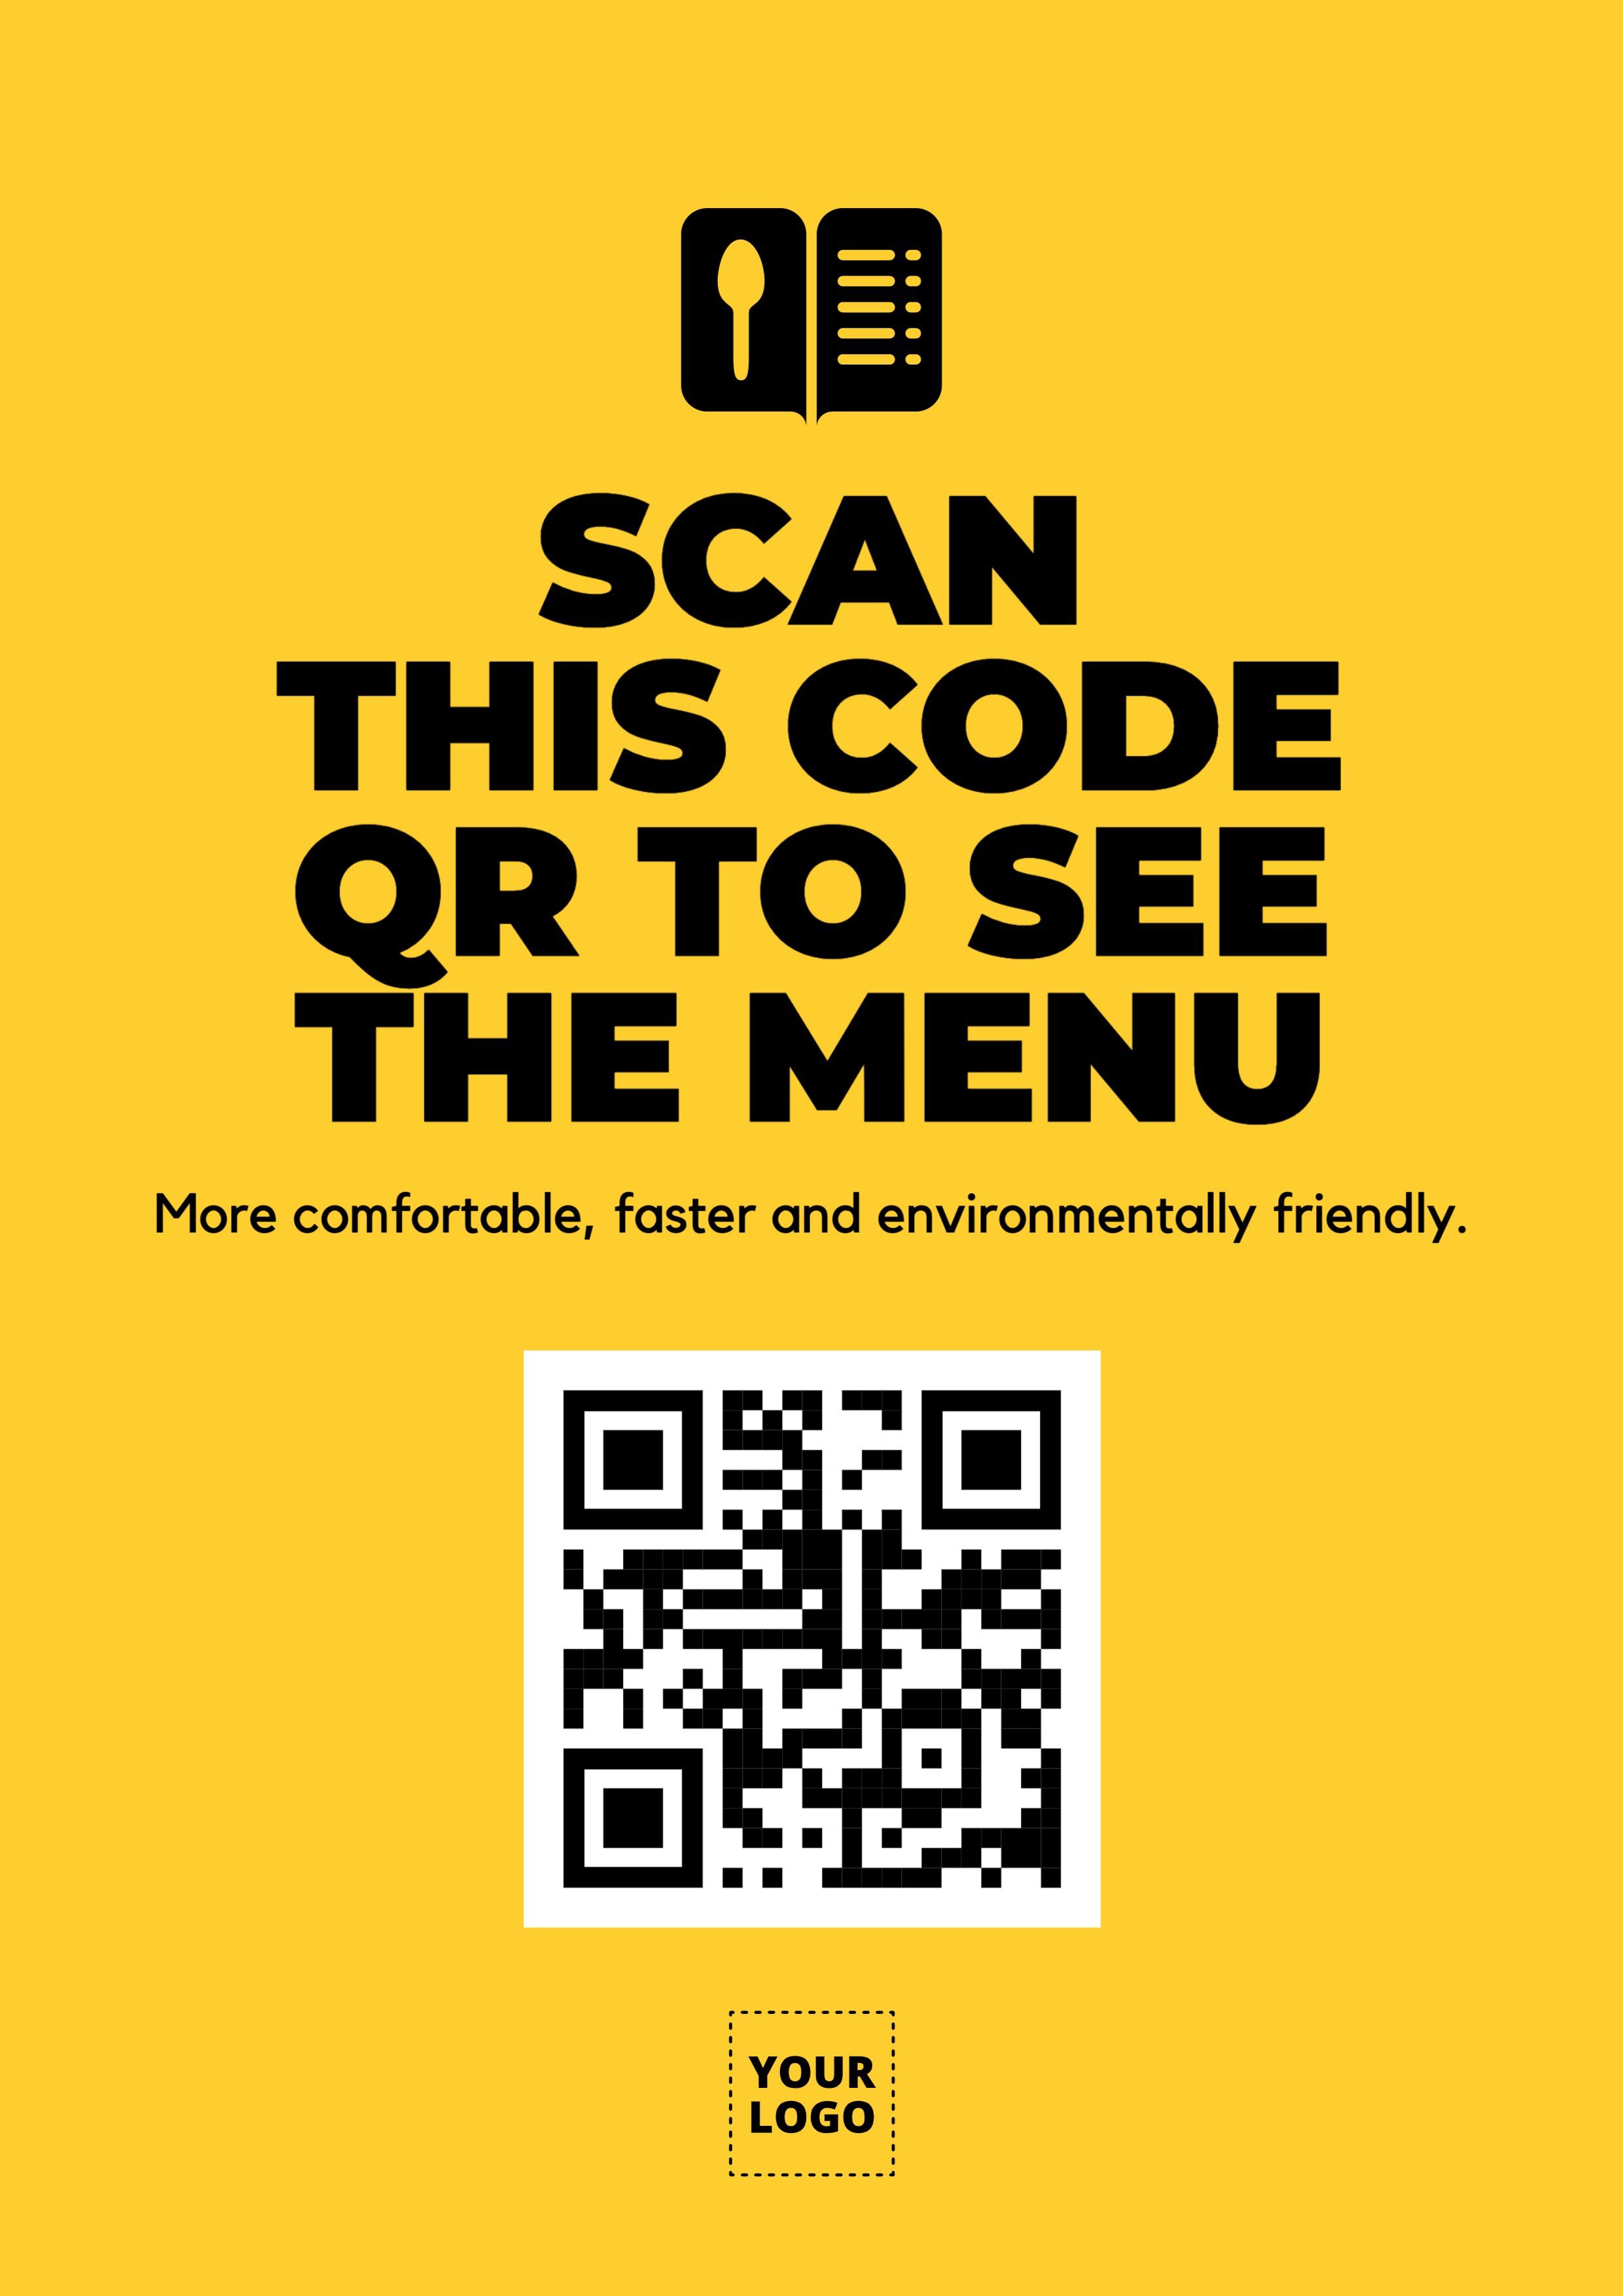 SCAN
THIS CODE
QR TO SEE
THE MENU
More comfortable, faster and environmentally friendly.
YOUR
LOGO